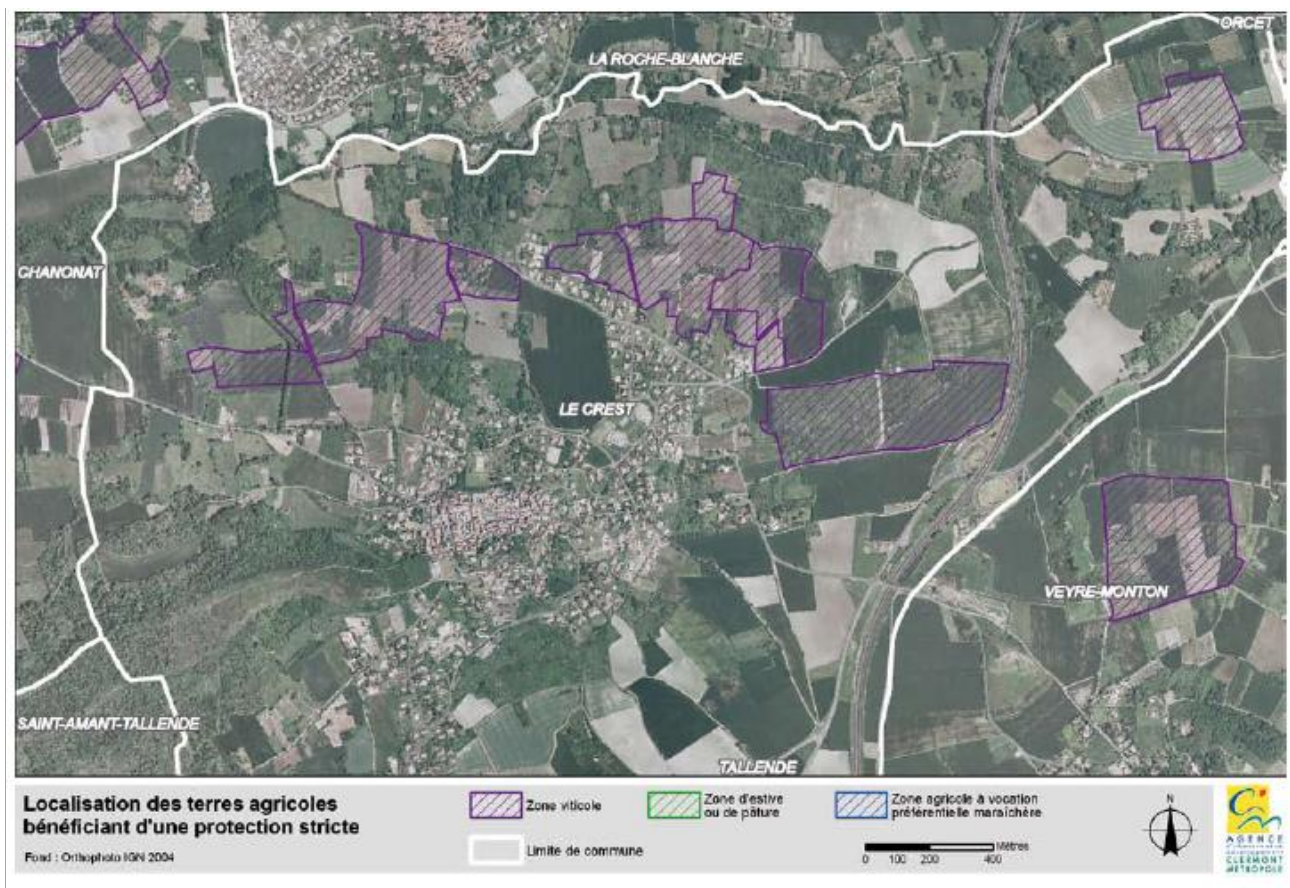 ORCET
LA ROCHE-BLANCHE
CHANONAT
LE CREST
VEYRE-MONTON
SAINT-AMANT-TALLENDE
TALLENDE
Localisation des terres agricoles
bénéficiant d'une protection stricte
Fond : Orthophoto IGN 2004
Zone viticole
Limite de commune
Zone d'estive
ou de pâture
Zone agricole à vocation
préférentielle maraîchère
Mètres
0 100 200 400
N
AGENCE
CLERMONT
METROPOLE